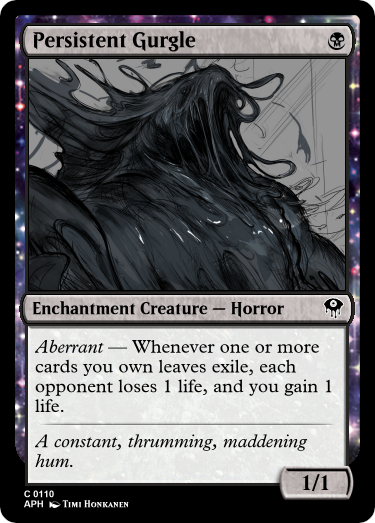 Persistent Gurgle
Enchantment Creature — Horror
Aberrant — Whenever one or more
cards you own leaves exile, each
opponent loses 1 life, and you gain 1
life.
A constant, thrumming, maddening
hum.
1/1
C 0110
APH Timi Honkanen